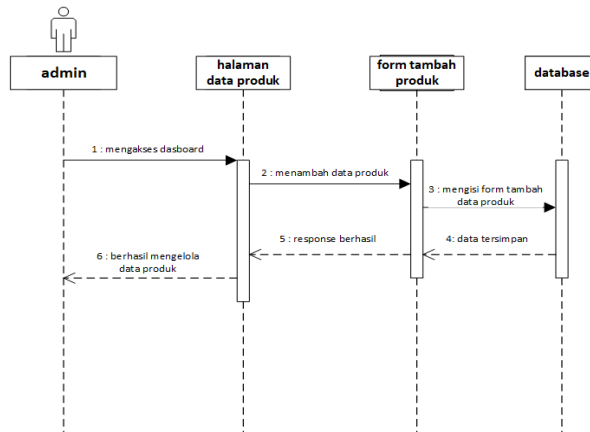 admin
halaman
data produk
form tambah
produk
database
1 : mengakses dasboard
2 : menambah data produk
3 : mengisi form tambah
data produk
5 : response berhasil
4: data tersimpan
6 : berhasil mengelola
data produk